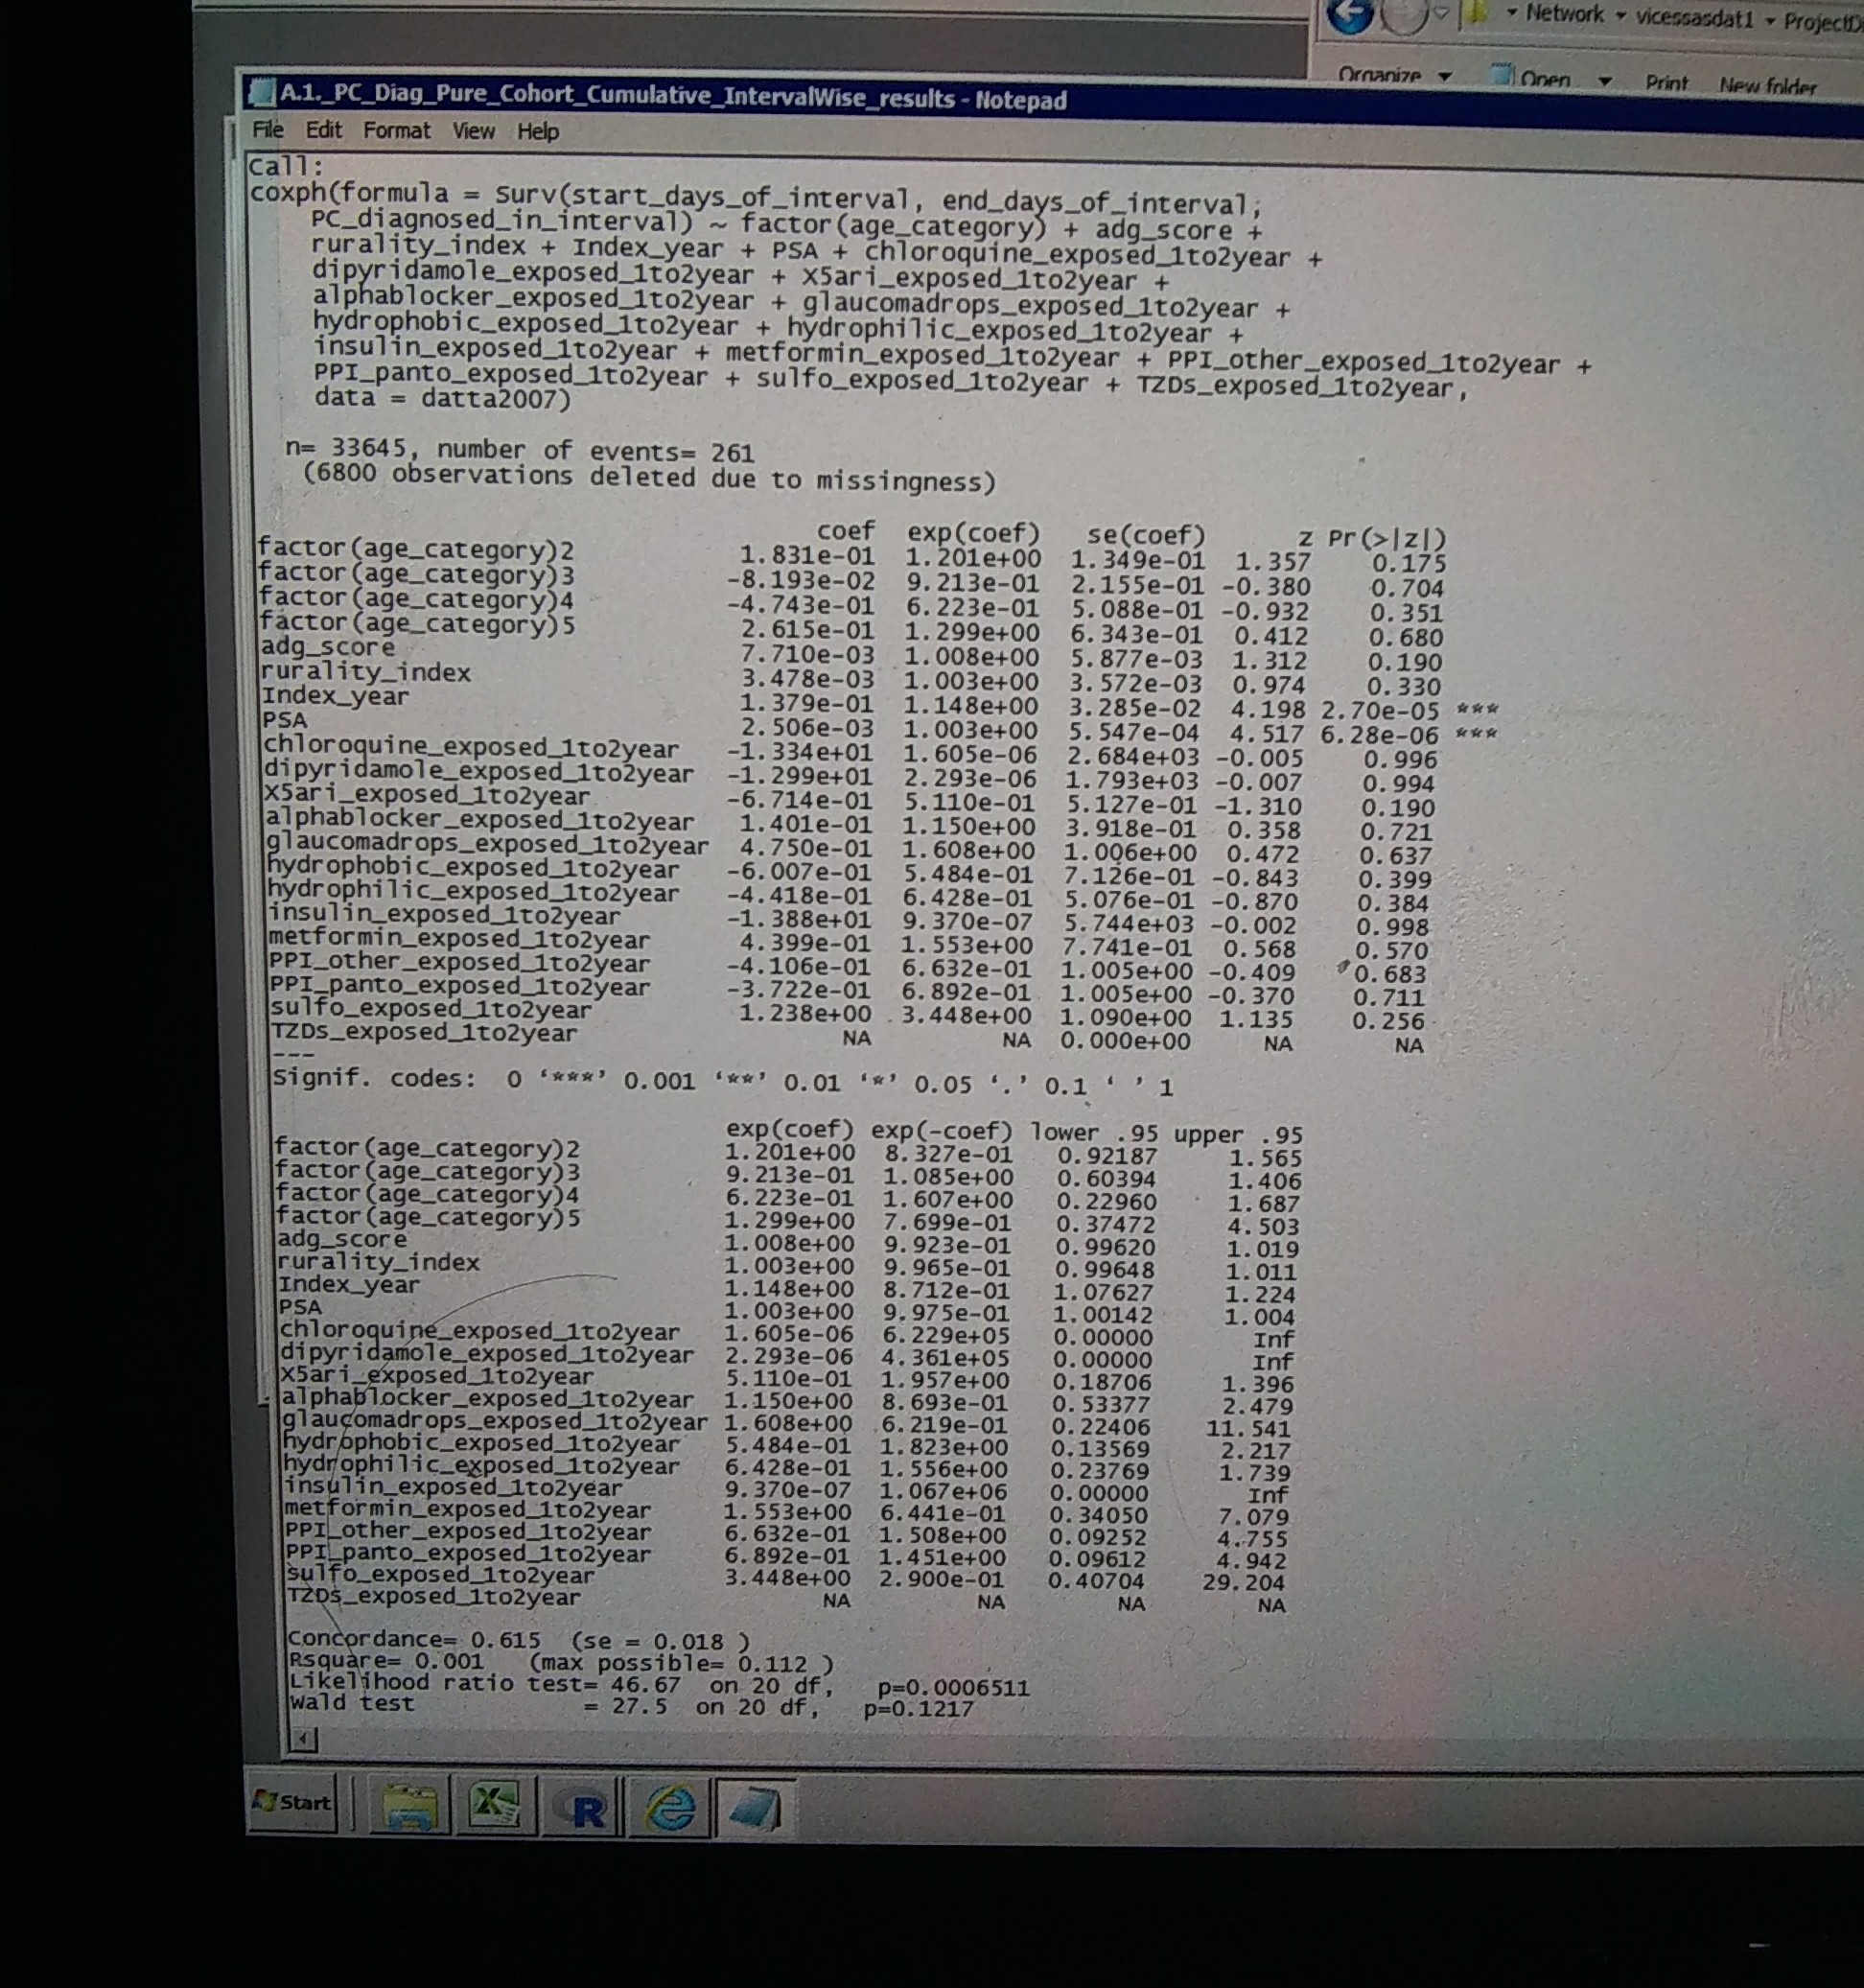 Network vicessasdat1 ProjectD
Organize Open Print New folder
A.1._PC_Diag_Pure_Cohort_Cumulative_IntervalWise_results - Notepad
File Edit Format View Help
Call:
coxph(formula = Surv(start_days_of_interval, end_days_of_interval,
PC_diagnosed_in_interval) ~ factor(age_category) + adg_score +
rurality_index + Index_year + PSA + chloroquine_exposed_1to2year +
dipyridamole_exposed_1to2year + X5ari_exposed_1to2year +
alphablocker_exposed_1to2year + glaucomadrops_exposed_1to2year +
hydrophobic_exposed_1to2year + hydrophilic_exposed_1to2year +
insulin_exposed_1to2year + metformin_exposed_1to2year + PPI_other_exposed_1to2year +
PPI_panto_exposed_1to2year + sulfo_exposed_1to2year + TZDs_exposed_1to2year,
data = datta2007)
n= 33645, number of events= 261
(6800 observations deleted due to missingness)
coef exp(coef) se(coef) z Pr(>|z|)
factor(age_category)2 1.831e-01 1.201e+00 1.349e-01 1.357 0.175
factor(age_category)3 -8.193e-02 9.213e-01 2.155e-01 -0.380 0.704
factor(age_category)4 -4.743e-01 6.223e-01 5.088e-01 -0.932 0.351
factor(age_category)5 2.615e-01 1.299e+00 6.343e-01 0.412 0.680
adg_score 7.710e-03 1.008e+00 5.877e-03 1.312 0.190
rurality_index 3.478e-03 1.003e+00 3.572e-03 0.974 0.330
Index_year 1.379e-01 1.148e+00 3.285e-02 4.198 2.70e-05 ***
PSA 2.506e-03 1.003e+00 5.547e-04 4.517 6.28e-06 ***
chloroquine_exposed_1to2year -1.334e+01 1.605e-06 2.684e+03 -0.005 0.996
dipyridamole_exposed_1to2year -1.299e+01 2.293e-06 1.793e+03 -0.007 0.994
X5ari_exposed_1to2year -6.714e-01 5.110e-01 5.127e-01 -1.310 0.190
alphablocker_exposed_1to2year 1.401e-01 1.150e+00 3.918e-01 0.358 0.721
glaucomadrops_exposed_1to2year 4.750e-01 1.608e+00 1.006e+00 0.472 0.637
hydrophobic_exposed_1to2year -6.007e-01 5.484e-01 7.126e-01 -0.843 0.399
hydrophilic_exposed_1to2year -4.418e-01 6.428e-01 5.076e-01 -0.870 0.384
insulin_exposed_1to2year -1.388e+01 9.370e-07 5.744e+03 -0.002 0.998
metformin_exposed_1to2year 4.399e-01 1.553e+00 7.741e-01 0.568 0.570
PPI_other_exposed_1to2year -4.106e-01 6.632e-01 1.005e+00 -0.409 0.683
PPI_panto_exposed_1to2year -3.722e-01 6.892e-01 1.005e+00 -0.370 0.711
sulfo_exposed_1to2year 1.238e+00 3.448e+00 1.090e+00 1.135 0.256
TZDs_exposed_1to2year NA NA 0.000e+00 NA NA
---
Signif. codes: 0 ‘***’ 0.001 ‘**’ 0.01 ‘*’ 0.05 ‘.’ 0.1 ‘ ’ 1
exp(coef) exp(-coef) lower .95 upper .95
factor(age_category)2 1.201e+00 8.327e-01 0.92187 1.565
factor(age_category)3 9.213e-01 1.085e+00 0.60394 1.406
factor(age_category)4 6.223e-01 1.607e+00 0.22960 1.687
factor(age_category)5 1.299e+00 7.699e-01 0.37472 4.503
adg_score 1.008e+00 9.923e-01 0.99620 1.019
rurality_index 1.003e+00 9.965e-01 0.99648 1.011
Index_year 1.148e+00 8.712e-01 1.07627 1.224
PSA 1.003e+00 9.975e-01 1.00142 1.004
chloroquine_exposed_1to2year 1.605e-06 6.229e+05 0.00000 Inf
dipyridamole_exposed_1to2year 2.293e-06 4.361e+05 0.00000 Inf
X5ari_exposed_1to2year 5.110e-01 1.957e+00 0.18706 1.396
alphablocker_exposed_1to2year 1.150e+00 8.693e-01 0.53377 2.479
glaucomadrops_exposed_1to2year 1.608e+00 6.219e-01 0.22406 11.541
hydrophobic_exposed_1to2year 5.484e-01 1.823e+00 0.13569 2.217
hydrophilic_exposed_1to2year 6.428e-01 1.556e+00 0.23769 1.739
insulin_exposed_1to2year 9.370e-07 1.067e+06 0.00000 Inf
metformin_exposed_1to2year 1.553e+00 6.441e-01 0.34050 7.079
PPI_other_exposed_1to2year 6.632e-01 1.508e+00 0.09252 4.755
PPI_panto_exposed_1to2year 6.892e-01 1.451e+00 0.09612 4.942
sulfo_exposed_1to2year 3.448e+00 2.900e-01 0.40704 29.204
TZDs_exposed_1to2year NA NA NA NA
Concordance= 0.615 (se = 0.018 )
Rsquare= 0.001 (max possible= 0.112 )
Likelihood ratio test= 46.67 on 20 df, p=0.0006511
Wald test = 27.5 on 20 df, p=0.1217
Start